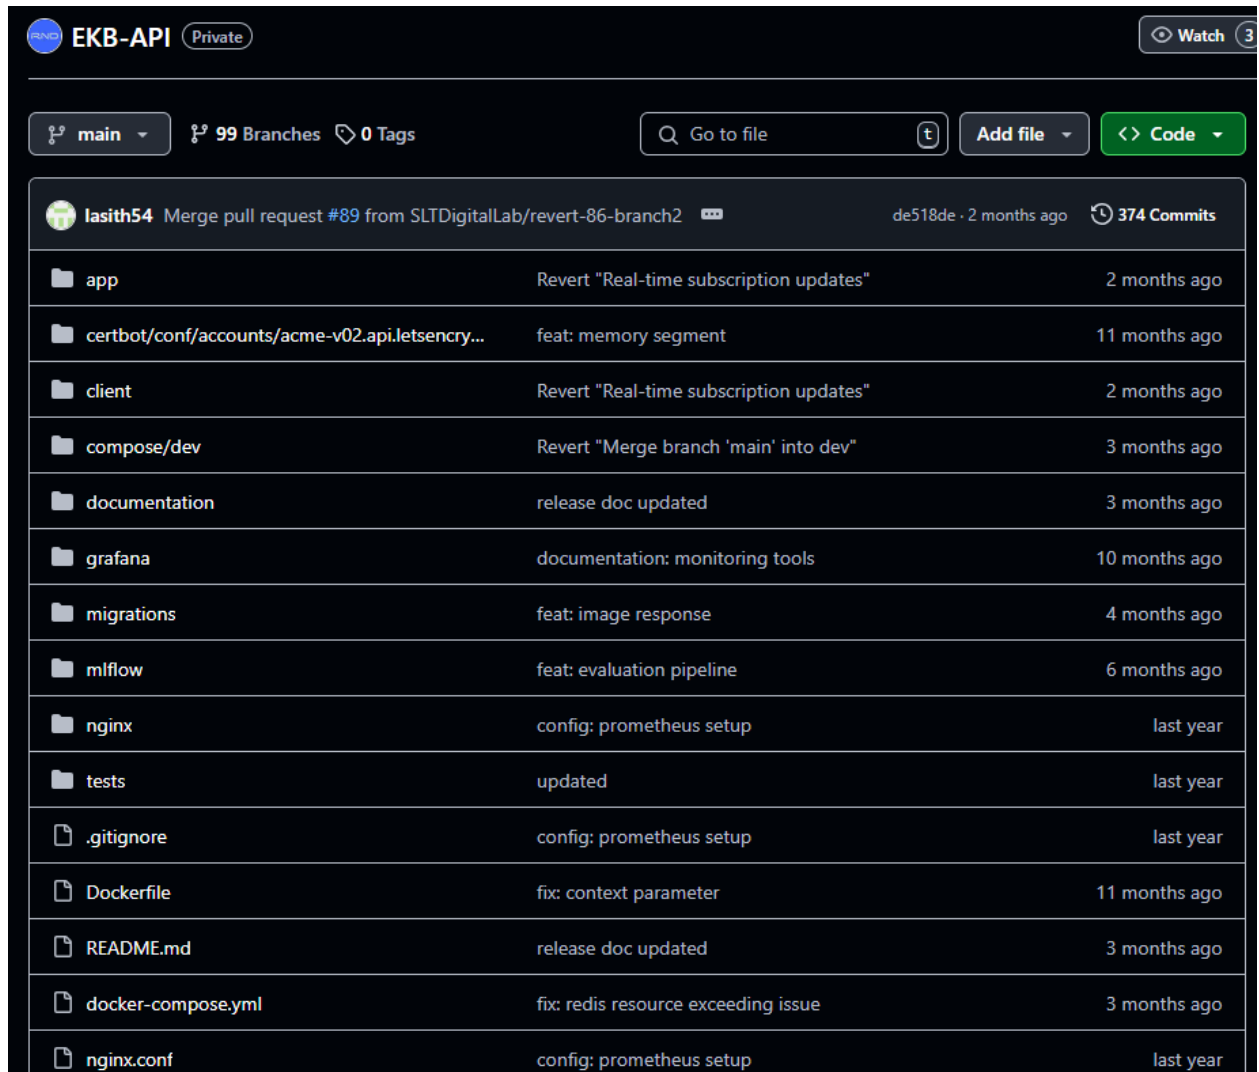 RND EKB-API Private Watch 3
main 99 Branches 0 Tags Go to file t Add file Code
lasith54 Merge pull request #89 from SLTDigitalLab/revert-86-branch2 de518de · 2 months ago 374 Commits
app Revert "Real-time subscription updates" 2 months ago
certbot/conf/accounts/acme-v02.api.letsencry... feat: memory segment 11 months ago
client Revert "Real-time subscription updates" 2 months ago
compose/dev Revert "Merge branch 'main' into dev" 3 months ago
documentation release doc updated 3 months ago
grafana documentation: monitoring tools 10 months ago
migrations feat: image response 4 months ago
mlflow feat: evaluation pipeline 6 months ago
nginx config: prometheus setup last year
tests updated last year
.gitignore config: prometheus setup last year
Dockerfile fix: context parameter 11 months ago
README.md release doc updated 3 months ago
docker-compose.yml fix: redis resource exceeding issue 3 months ago
nginx.conf config: prometheus setup last year